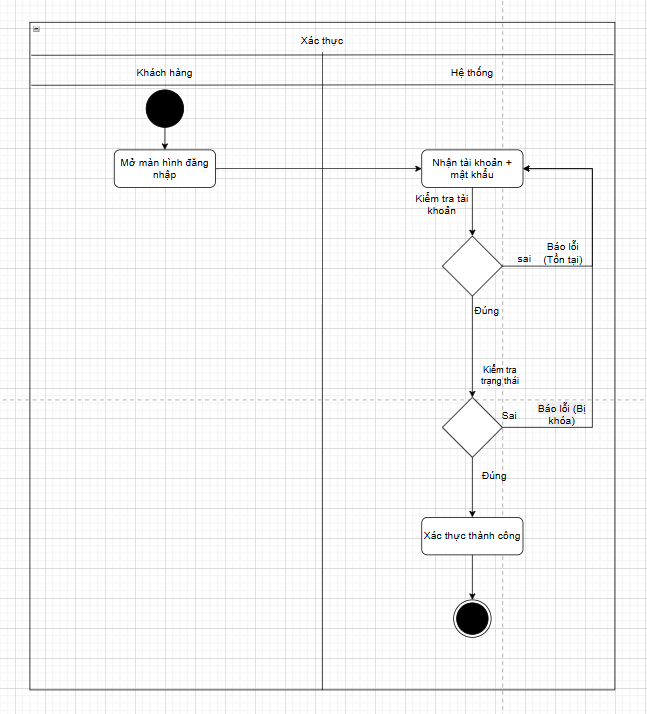 Xác thực
Khách hàng
Hệ thống
Mở màn hình đăng
nhập
Nhận tài khoản +
mật khẩu
Kiểm tra tài
khoản
sai
Báo lỗi
(Tồn tại)
Đúng
Kiểm tra
trạng thái
Sai
Báo lỗi (Bị
khóa)
Đúng
Xác thực thành công